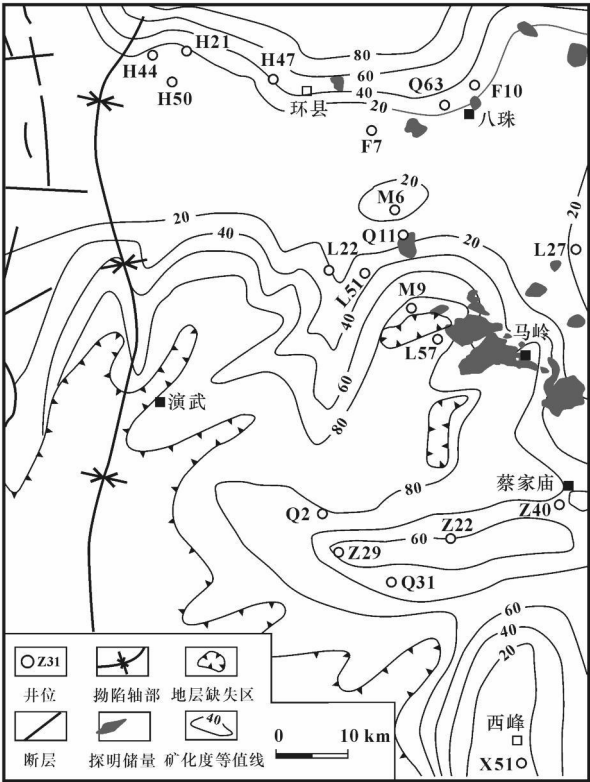 80
H21
H47
60
H44
40
Q63
F10
H50
环县
20
八珠
F7
20
M6
20
20
40
Q11
20
L22
L27
L51
M9
40
马岭
L57
60
演武
80
蔡家庙
80
Q2
Z22
Z40
60
Z29
Q31
60
40
20
Z31
井位
拗陷轴部
地层缺失区
40
断层
探明储量
矿化度等值线
0 10 km
西峰
X51